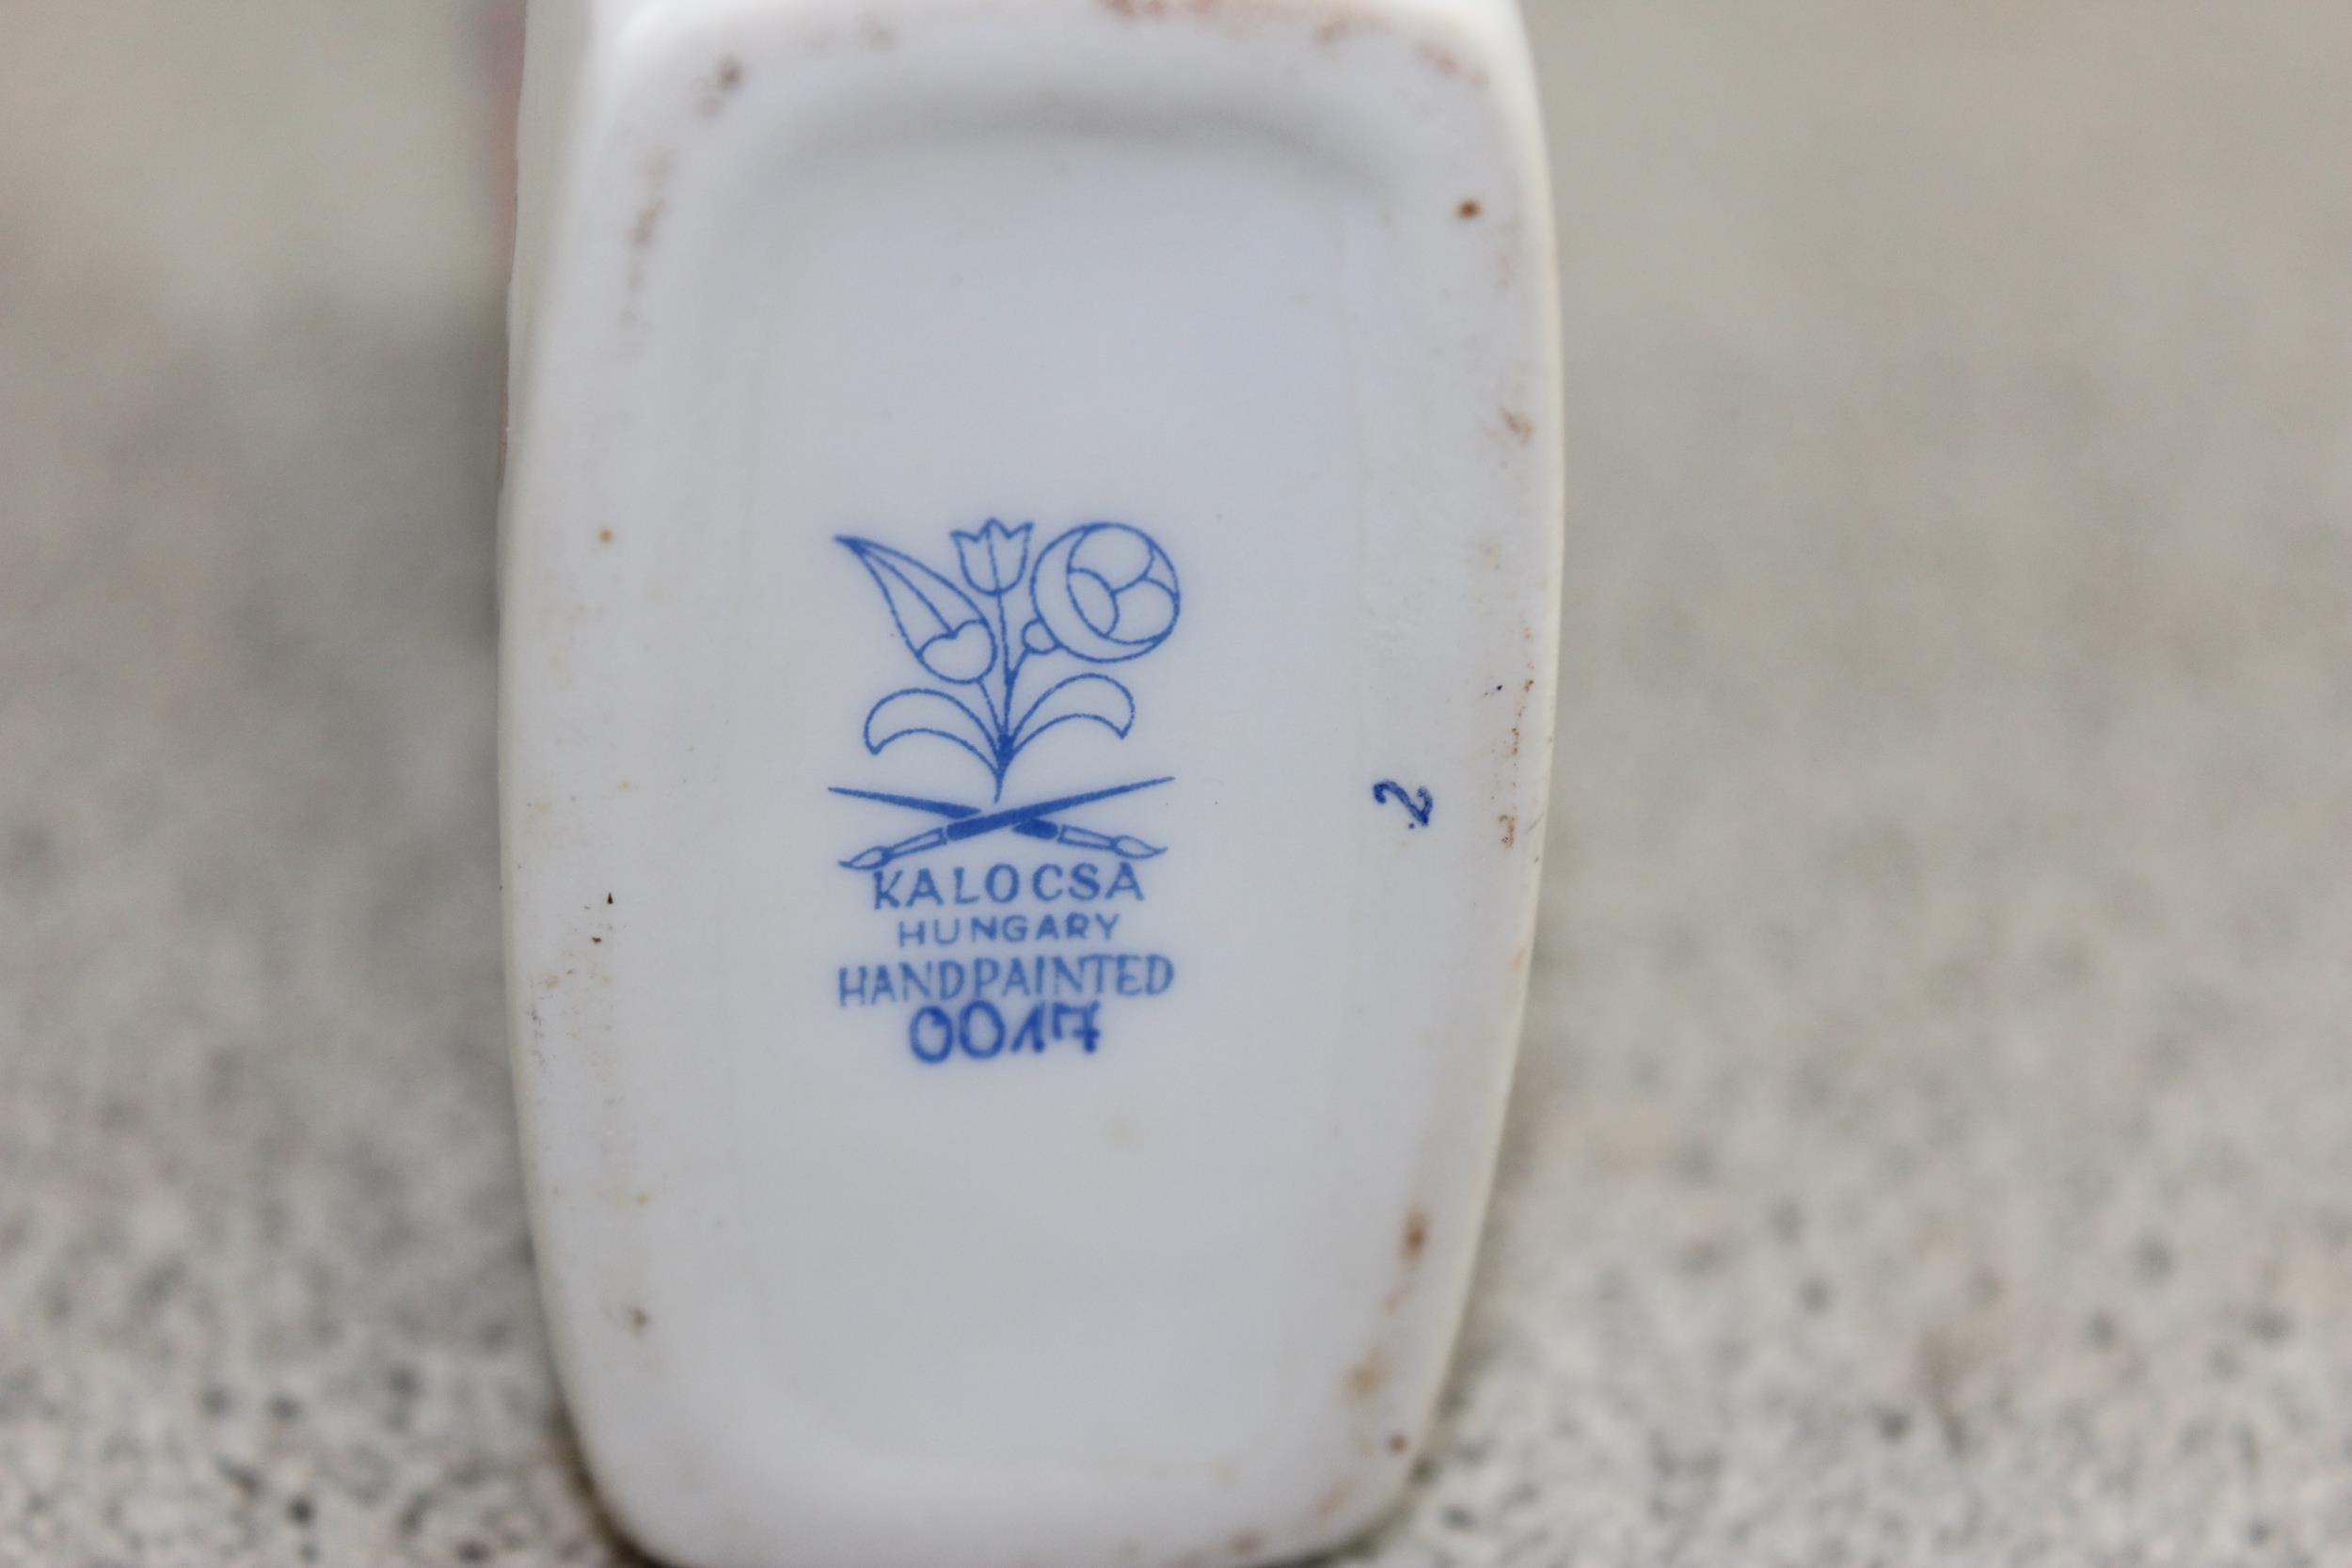 KALOCSA
HUNGARY
HANDPAINTED
0017
2